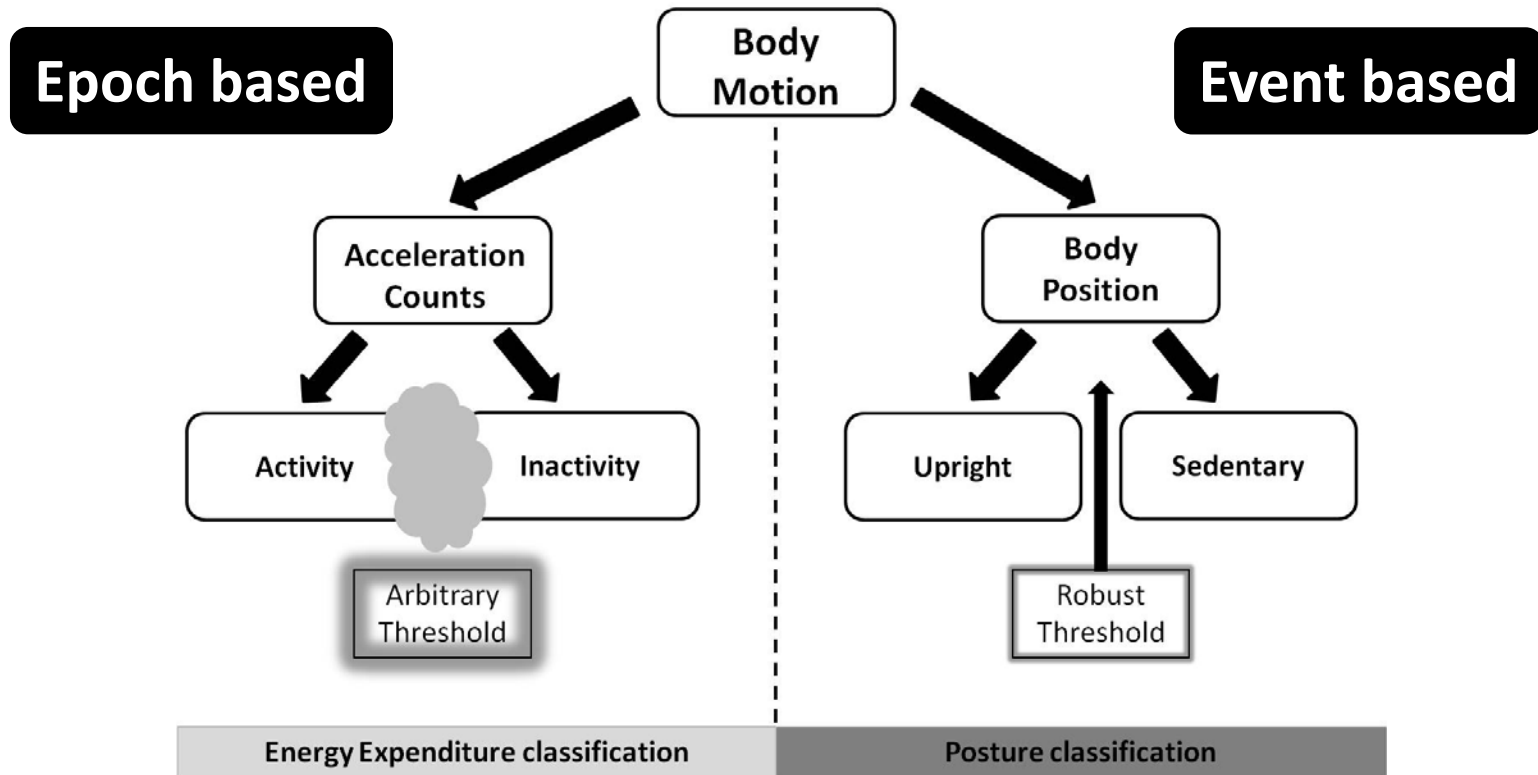 Epoch based
Body
Motion
Event based
Acceleration
Counts
Body
Position
Activity
Inactivity
Upright
Sedentary
Arbitrary
Threshold
Robust
Threshold
Energy Expenditure classification
Posture classification